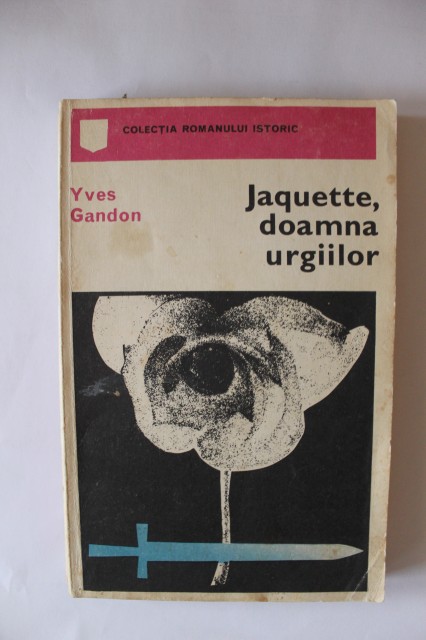 COLECȚIA ROMANULUI ISTORIC
Yves
Gandon
Jaquette,
doamna
urgiilor